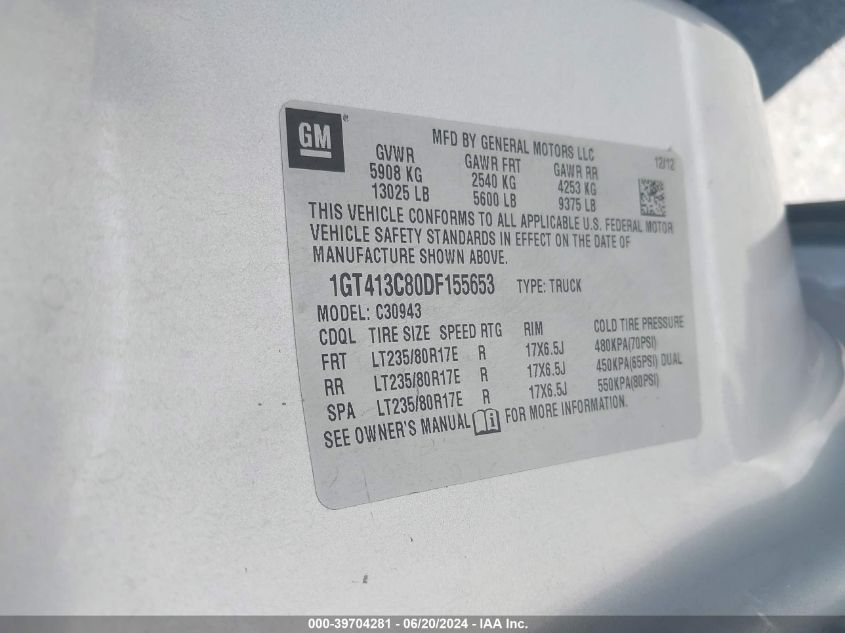 GM
MFD BY GENERAL MOTORS LLC 12/12
GVWR GAWR FRT GAWR RR
5908 KG 2540 KG 4253 KG
13025 LB 5600 LB 9375 LB
THIS VEHICLE CONFORMS TO ALL APPLICABLE U.S. FEDERAL MOTOR
VEHICLE SAFETY STANDARDS IN EFFECT ON THE DATE OF
MANUFACTURE SHOWN ABOVE.
1GT413C80DF155653 TYPE: TRUCK
MODEL: C30943
CDQL TIRE SIZE SPEED RTG RIM COLD TIRE PRESSURE
FRT LT235/80R17E R 17X6.5J 480KPA(70PSI)
RR LT235/80R17E R 17X6.5J 450KPA(65PSI) DUAL
SPA LT235/80R17E R 17X6.5J 550KPA(80PSI)
SEE OWNER'S MANUAL FOR MORE INFORMATION.
000-39704281 - 06/20/2024 - IAA Inc.